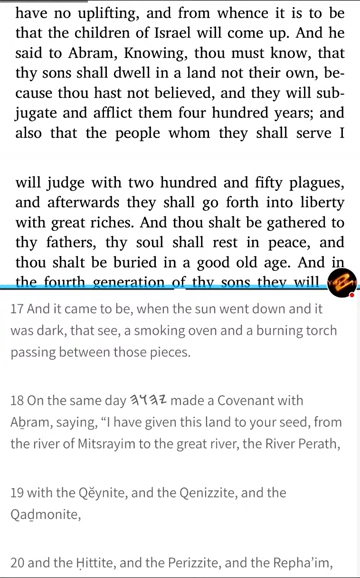 have no uplifting, and from whence it is to be
that the children of Israel will come up. And he
said to Abram, Knowing, thou must know, that
thy sons shall dwell in a land not their own, be-
cause thou hast not believed, and they will sub-
jugate and afflict them four hundred years; and
also that the people whom they shall serve I
will judge with two hundred and fifty plagues,
and afterwards they shall go forth into liberty
with great riches. And thou shalt be gathered to
thy fathers, thy soul shall rest in peace, and
thou shalt be buried in a good old age. And in
the fourth generation of thy sons they will
17 And it came to be, when the sun went down and it
was dark, that see, a smoking oven and a burning torch
passing between those pieces.
18 On the same day 𐤉𐤄𐤅𐤄 made a Covenant with
Aḇram, saying, “I have given this land to your seed, from
the river of Mitsrayim to the great river, the River Perath,
19 with the Qĕynite, and the Qenizzite, and the
Qaḏmonite,
20 and the Ḥittite, and the Perizzite, and the Repha’im,